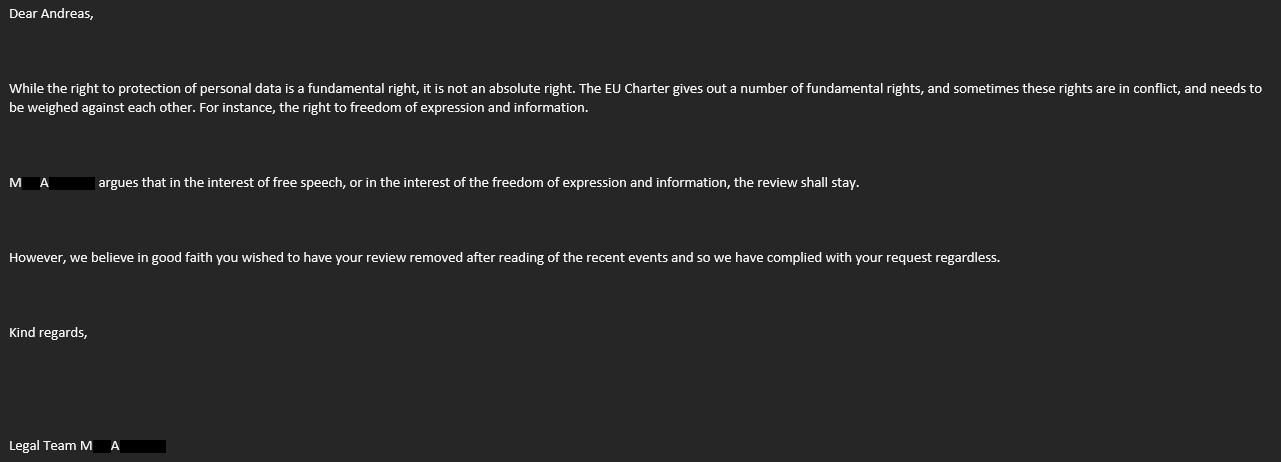 Dear Andreas,
While the right to protection of personal data is a fundamental right, it is not an absolute right. The EU Charter gives out a number of fundamental rights, and sometimes these rights are in conflict, and needs to
be weighed against each other. For instance, the right to freedom of expression and information.
M A argues that in the interest of free speech, or in the interest of the freedom of expression and information, the review shall stay.
However, we believe in good faith you wished to have your review removed after reading of the recent events and so we have complied with your request regardless.
Kind regards,
Legal Team M A